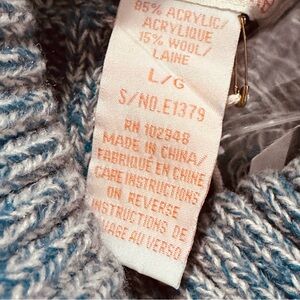 85% ACRYLIC/
ACRYLIQUE
15% WOOL/
LAINE
L/G
S/NO.E1379
RN 102948
MADE IN CHINA/
FABRIQUÉ EN CHINE
CARE INSTRUCTIONS
ON REVERSE
INSTRUCTIONS DE
VAGE AU VERSO